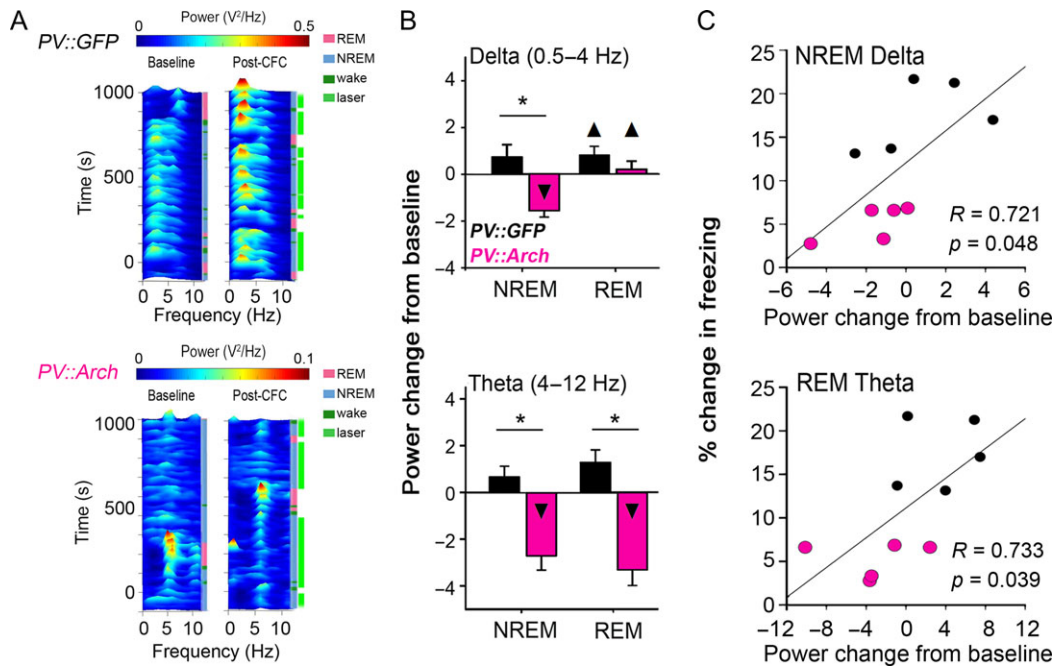 A
Power (V²/Hz)
PV::GFP
0 0.5
Baseline Post-CFC
REM
NREM
wake
laser
1000
500
0
Time (s)
0 5 10 0 5 10
Frequency (Hz)
Power (V²/Hz)
PV::Arch
0 0.1
Baseline Post-CFC
REM
NREM
wake
laser
1000
500
0
Time (s)
0 5 10 0 5 10
Frequency (Hz)
B
Power change from baseline
Delta (0.5–4 Hz)
4
2
0
−2
−4
*
▲ ▲
▼
PV::GFP
PV::Arch
NREM REM
Theta (4–12 Hz)
4
2
0
−2
−4
* *
▼ ▼
NREM REM
C
% change in freezing
NREM Delta
25
20
15
10
5
0
R = 0.721
p = 0.048
−6 −4 −2 0 2 4 6
Power change from baseline
REM Theta
25
20
15
10
5
0
R = 0.733
p = 0.039
−12 −8 −4 0 4 8 12
Power change from baseline